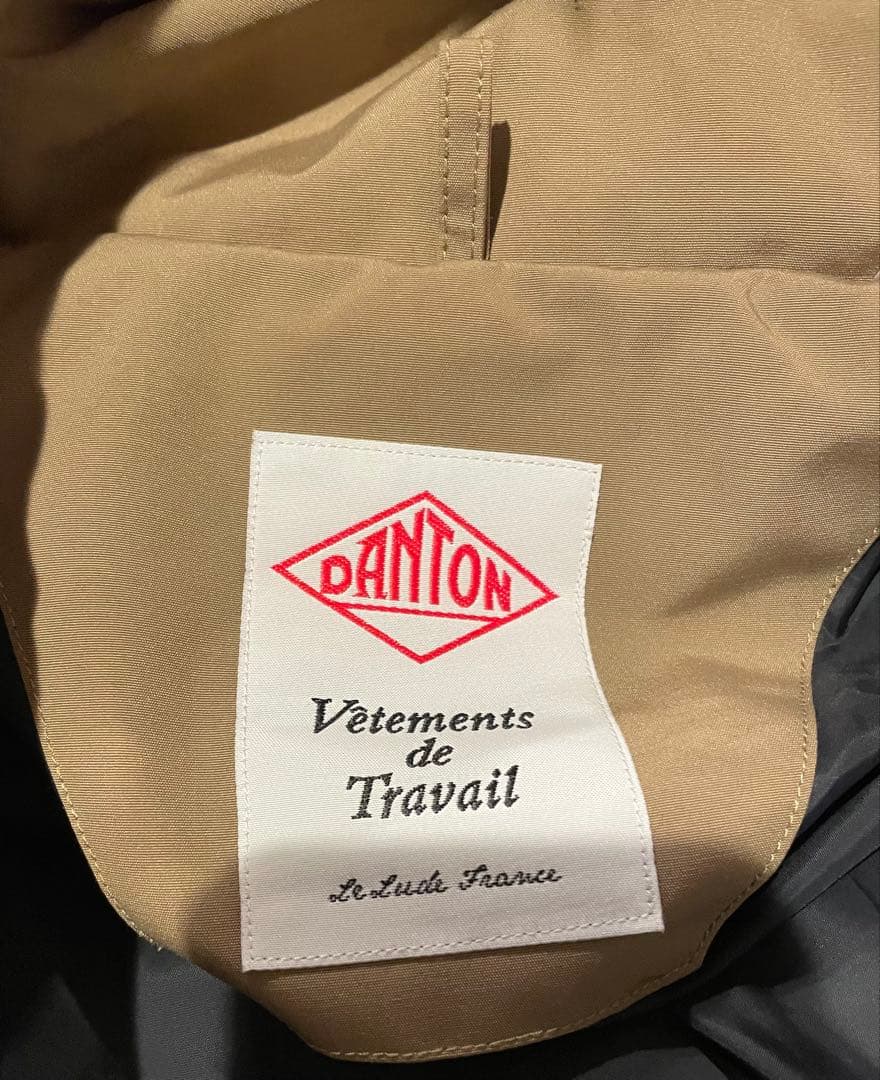 DANTON
Vêtements
de
Travail
Le Lude France